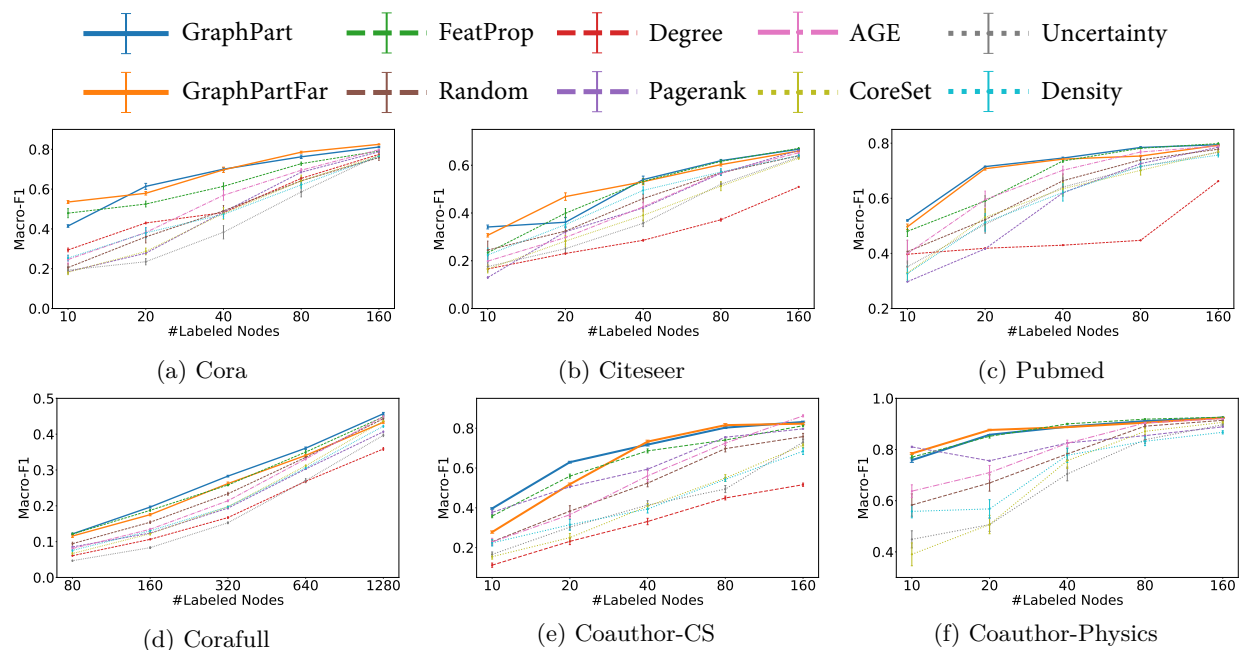 GraphPart FeatProp Degree AGE Uncertainty
GraphPartFar Random Pagerank CoreSet Density
Macro-F1
0.8
0.6
0.4
0.2
0.0
10 20 40 80 160
#Labeled Nodes
(a) Cora
Macro-F1
0.6
0.4
0.2
0.0
10 20 40 80 160
#Labeled Nodes
(b) Citeseer
Macro-F1
0.8
0.6
0.4
0.2
10 20 40 80 160
#Labeled Nodes
(c) Pubmed
Macro-F1
0.5
0.4
0.3
0.2
0.1
0.0
80 160 320 640 1280
#Labeled Nodes
(d) Corafull
Macro-F1
0.8
0.6
0.4
0.2
10 20 40 80 160
#Labeled Nodes
(e) Coauthor-CS
Macro-F1
1.0
0.8
0.6
0.4
10 20 40 80 160
#Labeled Nodes
(f) Coauthor-Physics